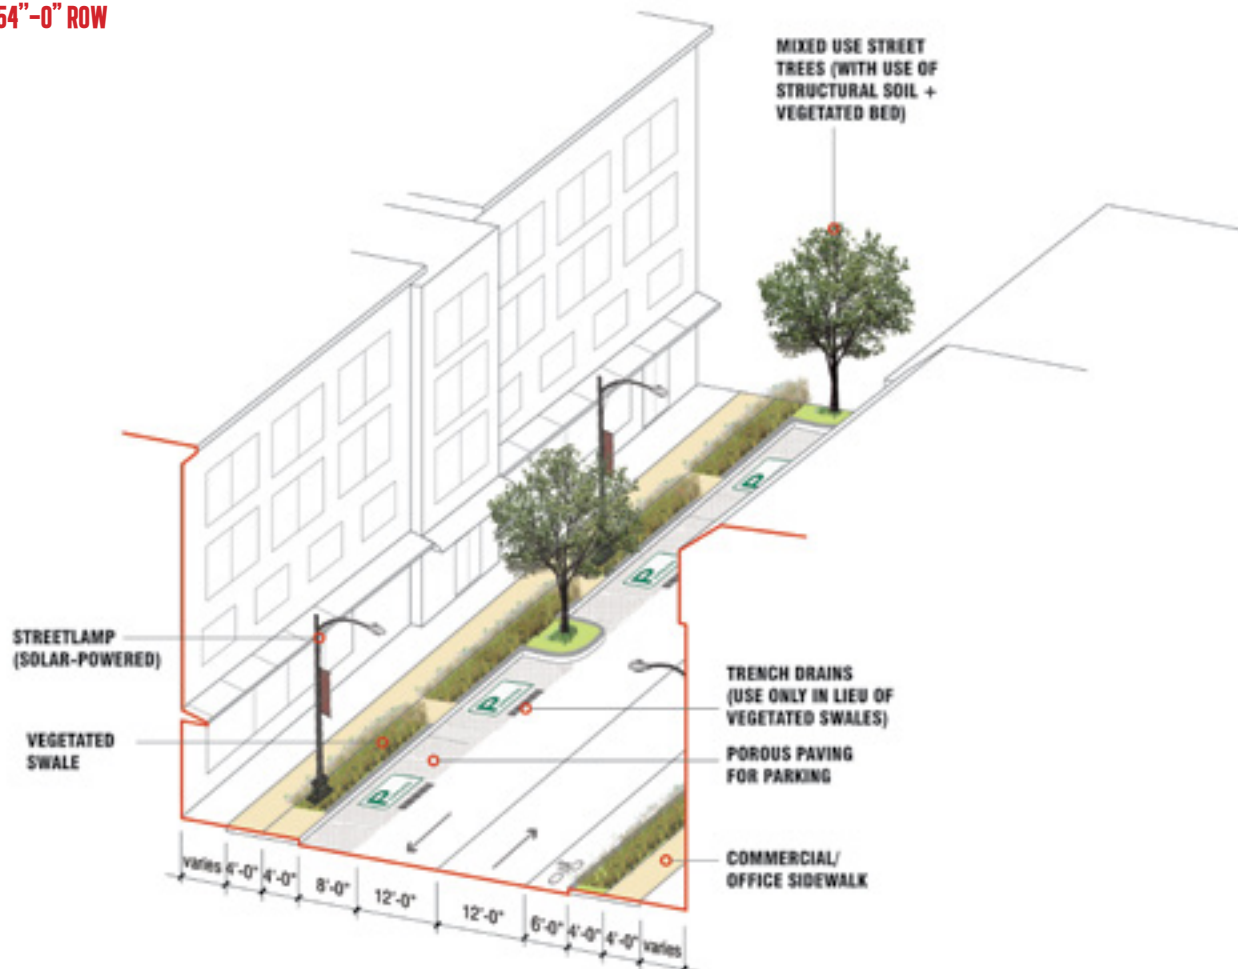 54"-0" ROW
MIXED USE STREET
TREES (WITH USE OF
STRUCTURAL SOIL +
VEGETATED BED)
STREETLAMP
(SOLAR-POWERED)
VEGETATED
SWALE
TRENCH DRAINS
(USE ONLY IN LIEU OF
VEGETATED SWALES)
POROUS PAVING
FOR PARKING
COMMERCIAL/
OFFICE SIDEWALK
P
P
P
P
varies 4'-0" 4'-0" 8'-0" 12'-0" 12'-0" 6'-0" 4'-0" 4'-0" varies